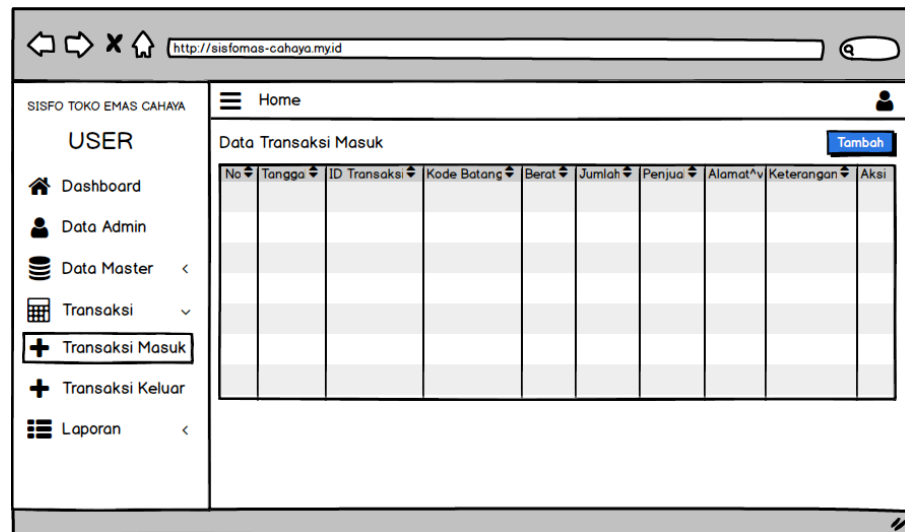 http://sisfomas-cahaya.my.id
SISFO TOKO EMAS CAHAYA
USER
Dashboard
Data Admin
Data Master <
Transaksi
Transaksi Masuk
Transaksi Keluar
Laporan <
Home
Data Transaksi Masuk
Tambah
No Tangga ID Transaksi Kode Batang Berat Jumlah Penjual Alamat^v Keterangan Aksi